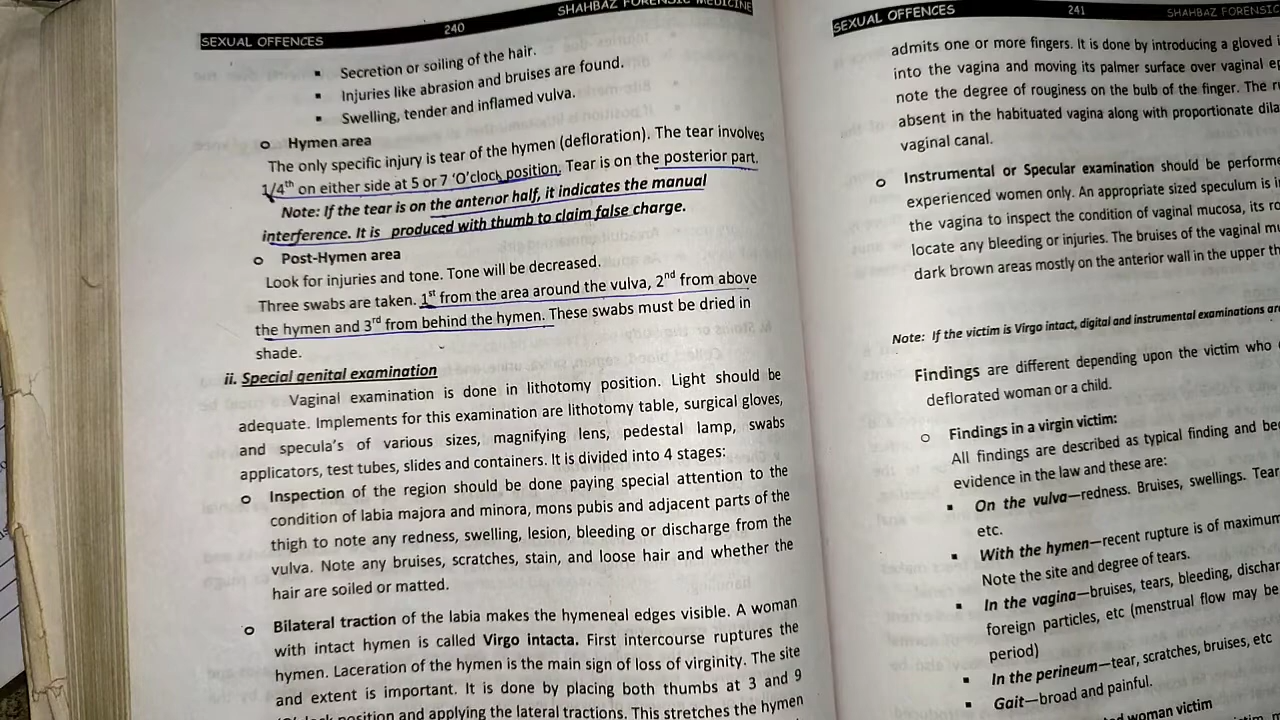 SEXUAL OFFENCES 240 SHAHBAZ FORENSIC MEDICINE
▪ Secretion or soiling of the hair.
▪ Injuries like abrasion and bruises are found.
▪ Swelling, tender and inflamed vulva.
o Hymen area
The only specific injury is tear of the hymen (defloration). The tear involves
1/4th on either side at 5 or 7 'O'clock position. Tear is on the posterior part.
Note: If the tear is on the anterior half, it indicates the manual
interference. It is produced with thumb to claim false charge.
o Post-Hymen area
Look for injuries and tone. Tone will be decreased.
Three swabs are taken. 1st from the area around the vulva, 2nd from above
the hymen and 3rd from behind the hymen. These swabs must be dried in
shade.
ii. Special genital examination
Vaginal examination is done in lithotomy position. Light should be
adequate. Implements for this examination are lithotomy table, surgical gloves,
and specula's of various sizes, magnifying lens, pedestal lamp, swabs
applicators, test tubes, slides and containers. It is divided into 4 stages:
o Inspection of the region should be done paying special attention to the
condition of labia majora and minora, mons pubis and adjacent parts of the
thigh to note any redness, swelling, lesion, bleeding or discharge from the
vulva. Note any bruises, scratches, stain, and loose hair and whether the
hair are soiled or matted.
o Bilateral traction of the labia makes the hymeneal edges visible. A woman
with intact hymen is called Virgo intacta. First intercourse ruptures the
hymen. Laceration of the hymen is the main sign of loss of virginity. The site
and extent is important. It is done by placing both thumbs at 3 and 9
position and applying the lateral tractions. This stretches the hymen
SEXUAL OFFENCES 241 SHAHBAZ FORENSIC
admits one or more fingers. It is done by introducing a gloved
into the vagina and moving its palmer surface over vaginal
note the degree of rouginess on the bulb of the finger. The
absent in the habituated vagina along with proportionate
vaginal canal.
o Instrumental or Specular examination should be
experienced women only. An appropriate sized speculum is
the vagina to inspect the condition of vaginal mucosa, its
locate any bleeding or injuries. The bruises of the vaginal
dark brown areas mostly on the anterior wall in the upper
Note: If the victim is Virgo intact, digital and instrumental examinations
Findings are different depending upon the victim who
deflorated woman or a child.
o Findings in a virgin victim:
All findings are described as typical finding and
evidence in the law and these are:
▪ On the vulva—redness. Bruises, swellings. Tear
etc.
▪ With the hymen—recent rupture is of maximum
Note the site and degree of tears.
▪ In the vagina—bruises, tears, bleeding,
foreign particles, etc (menstrual flow may be
period)
▪ In the perineum—tear, scratches, bruises, etc
▪ Gait—broad and painful.
woman victim